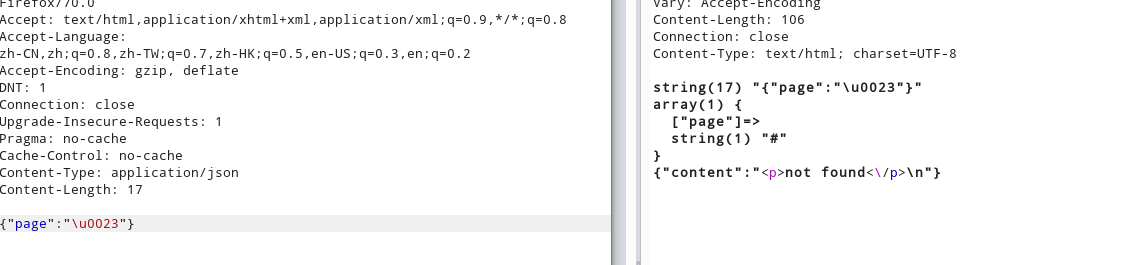 Firefox/70.0
Accept: text/html,application/xhtml+xml,application/xml;q=0.9,*/*;q=0.8
Accept-Language:
zh-CN,zh;q=0.8,zh-TW;q=0.7,zh-HK;q=0.5,en-US;q=0.3,en;q=0.2
Accept-Encoding: gzip, deflate
DNT: 1
Connection: close
Upgrade-Insecure-Requests: 1
Pragma: no-cache
Cache-Control: no-cache
Content-Type: application/json
Content-Length: 17
{"page":"\u0023"}
Vary: Accept-Encoding
Content-Length: 106
Connection: close
Content-Type: text/html; charset=UTF-8
string(17) "{"page":"\u0023"}"
array(1) {
["page"]=>
string(1) "#"
}
{"content":"<p>not found<\/p>\n"}